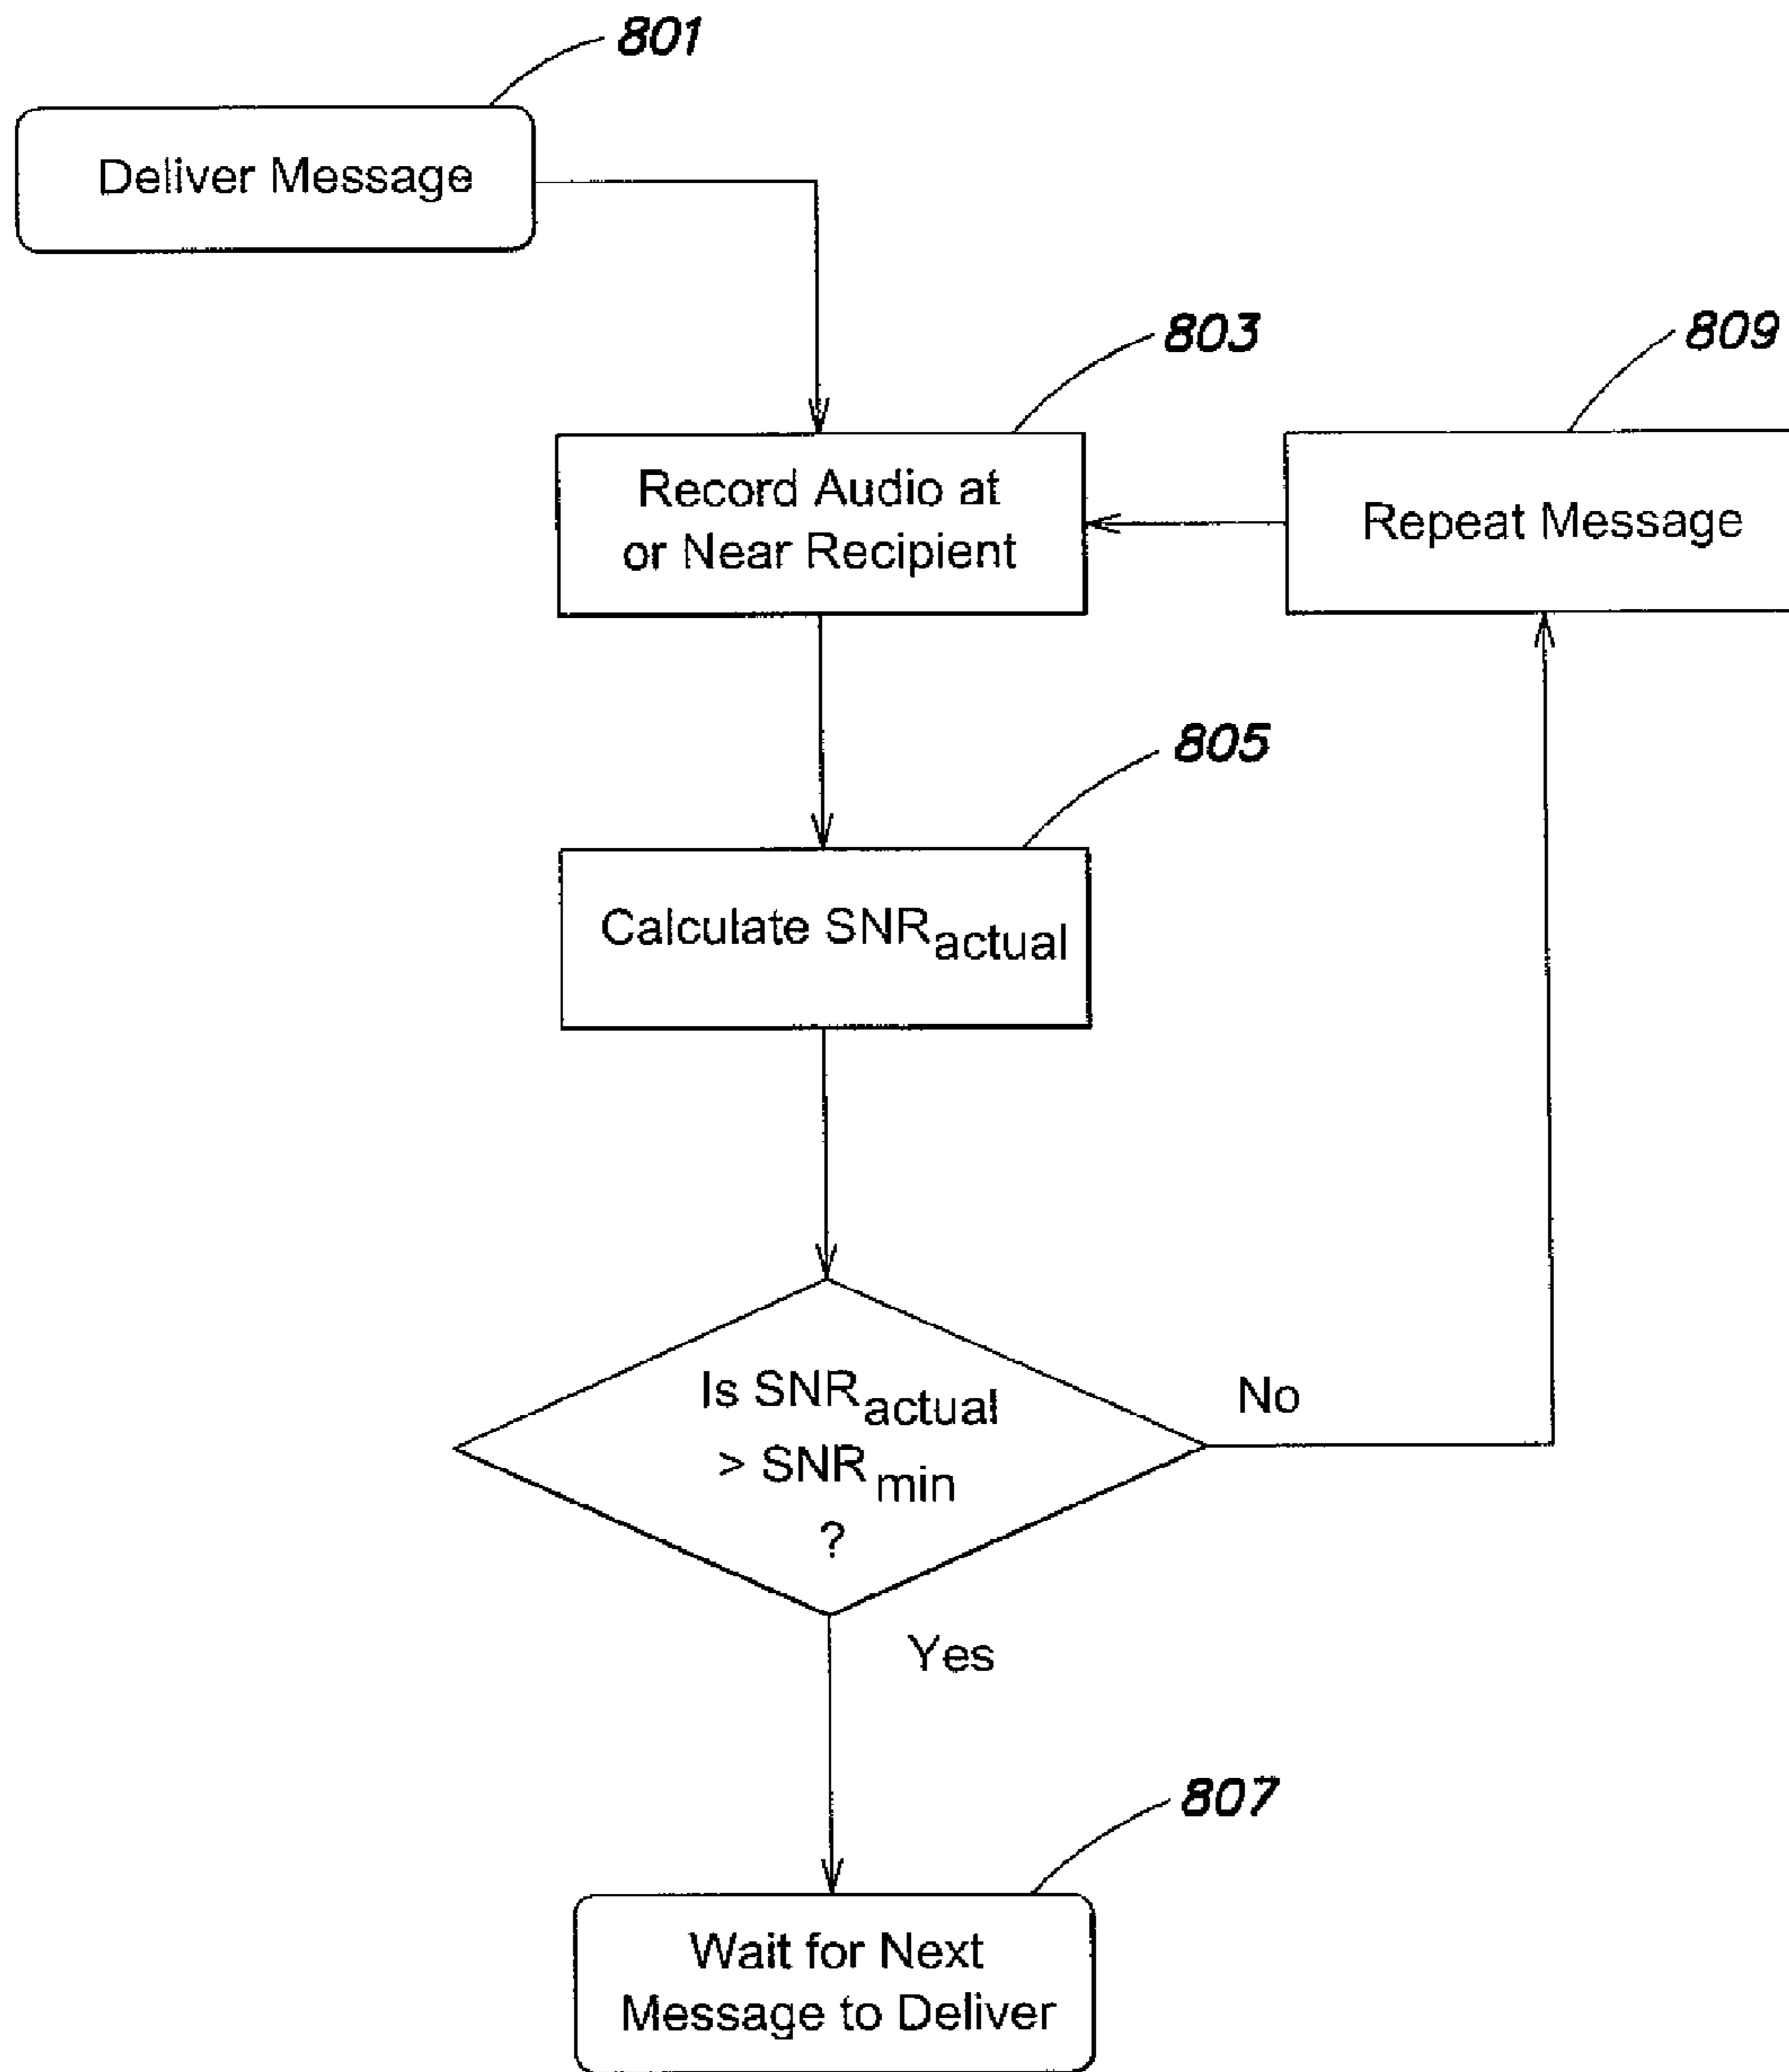 801
Deliver Message
803
809
Record Audio at
or Near Recipient
Repeat Message
805
Calculate SNRactual
Is SNRactual
> SNRmin
?
No
Yes
807
Wait for Next
Message to Deliver